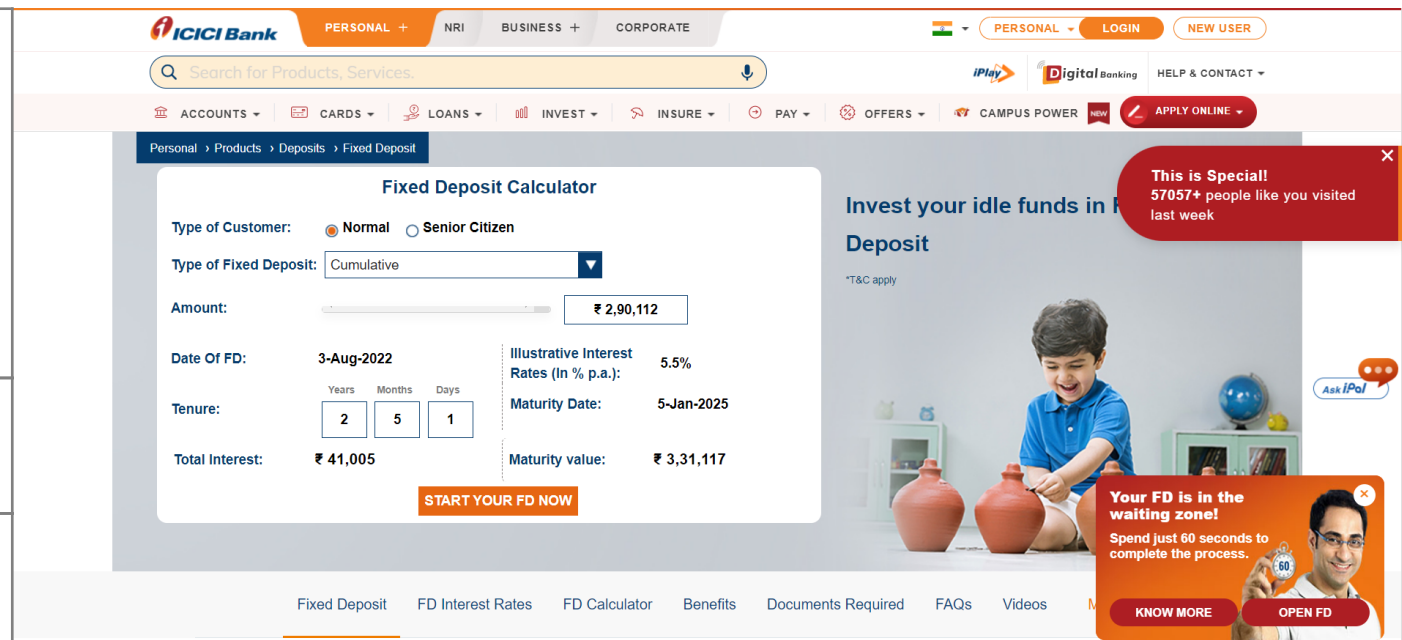 ICICI Bank
PERSONAL +
NRI
BUSINESS +
CORPORATE
PERSONAL
LOGIN
NEW USER
Search for Products, Services.
iPlay
Digital Banking
HELP & CONTACT
ACCOUNTS
CARDS
LOANS
INVEST
INSURE
PAY
OFFERS
CAMPUS POWER
NEW
APPLY ONLINE
Personal › Products › Deposits › Fixed Deposit
Fixed Deposit Calculator
Type of Customer: Normal Senior Citizen
Type of Fixed Deposit: Cumulative
Amount: ₹ 2,90,112
Date Of FD: 3-Aug-2022
Illustrative Interest
Rates (In % p.a.): 5.5%
Years Months Days
Tenure: 2 5 1
Maturity Date: 5-Jan-2025
Total Interest: ₹ 41,005
Maturity value: ₹ 3,31,117
START YOUR FD NOW
Invest your idle funds in
Deposit
*T&C apply
This is Special!
57057+ people like you visited
last week
Ask iPal
Your FD is in the
waiting zone!
Spend just 60 seconds to
complete the process.
60
KNOW MORE
OPEN FD
Fixed Deposit
FD Interest Rates
FD Calculator
Benefits
Documents Required
FAQs
Videos